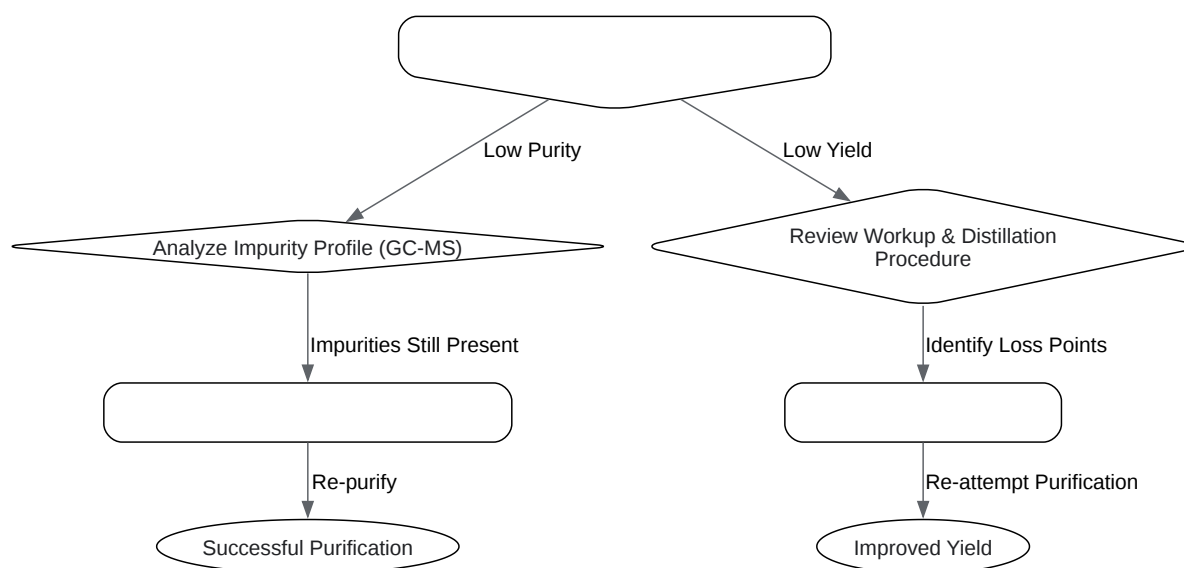 Low Purity
Low Yield
Analyze Impurity Profile (GC-MS)
Review Workup & Distillation
Procedure
Impurities Still Present
Identify Loss Points
Re-purify
Re-attempt Purification
Successful Purification
Improved Yield